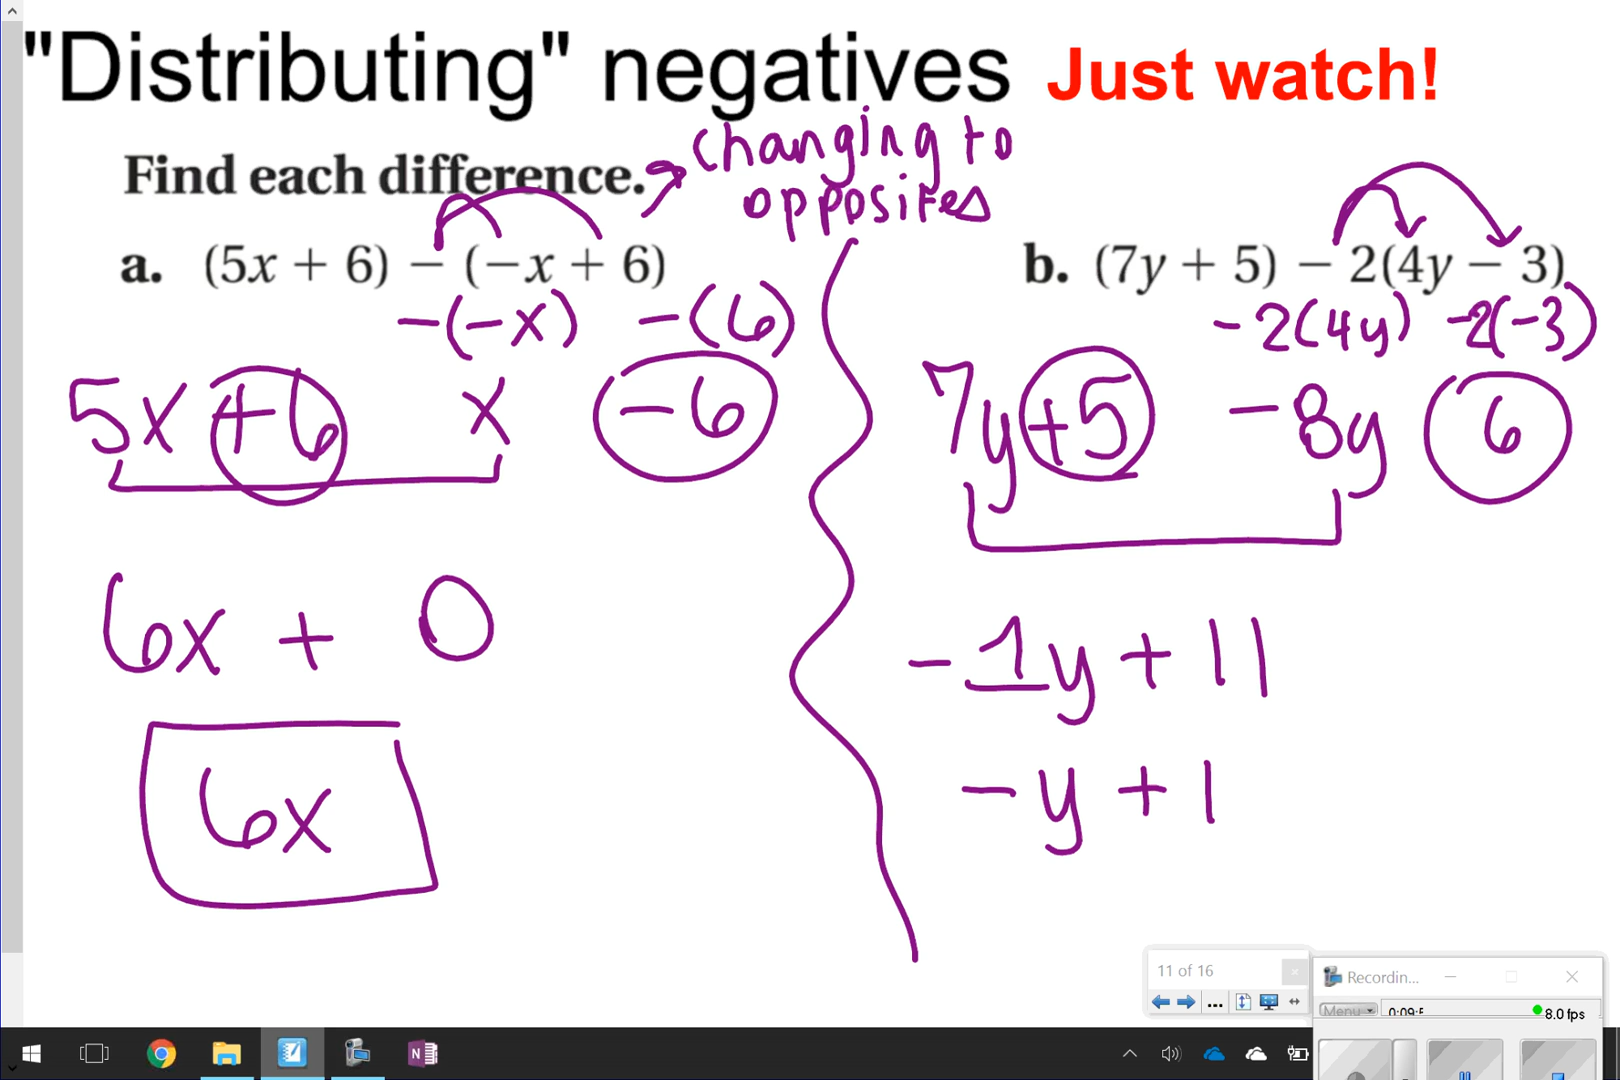 "Distributing" negatives Just watch!
changing to
Find each difference.
opposites
a. (5x + 6) − (−x + 6)
−(−x) −(6)
5x +6 x −6
6x + 0
6x
b. (7y + 5) − 2(4y − 3)
−2(4y) −2(−3)
7y +5 −8y 6
−1y + 11
−y + 1
11 of 16
Recordin...
Menu
8.0 fps